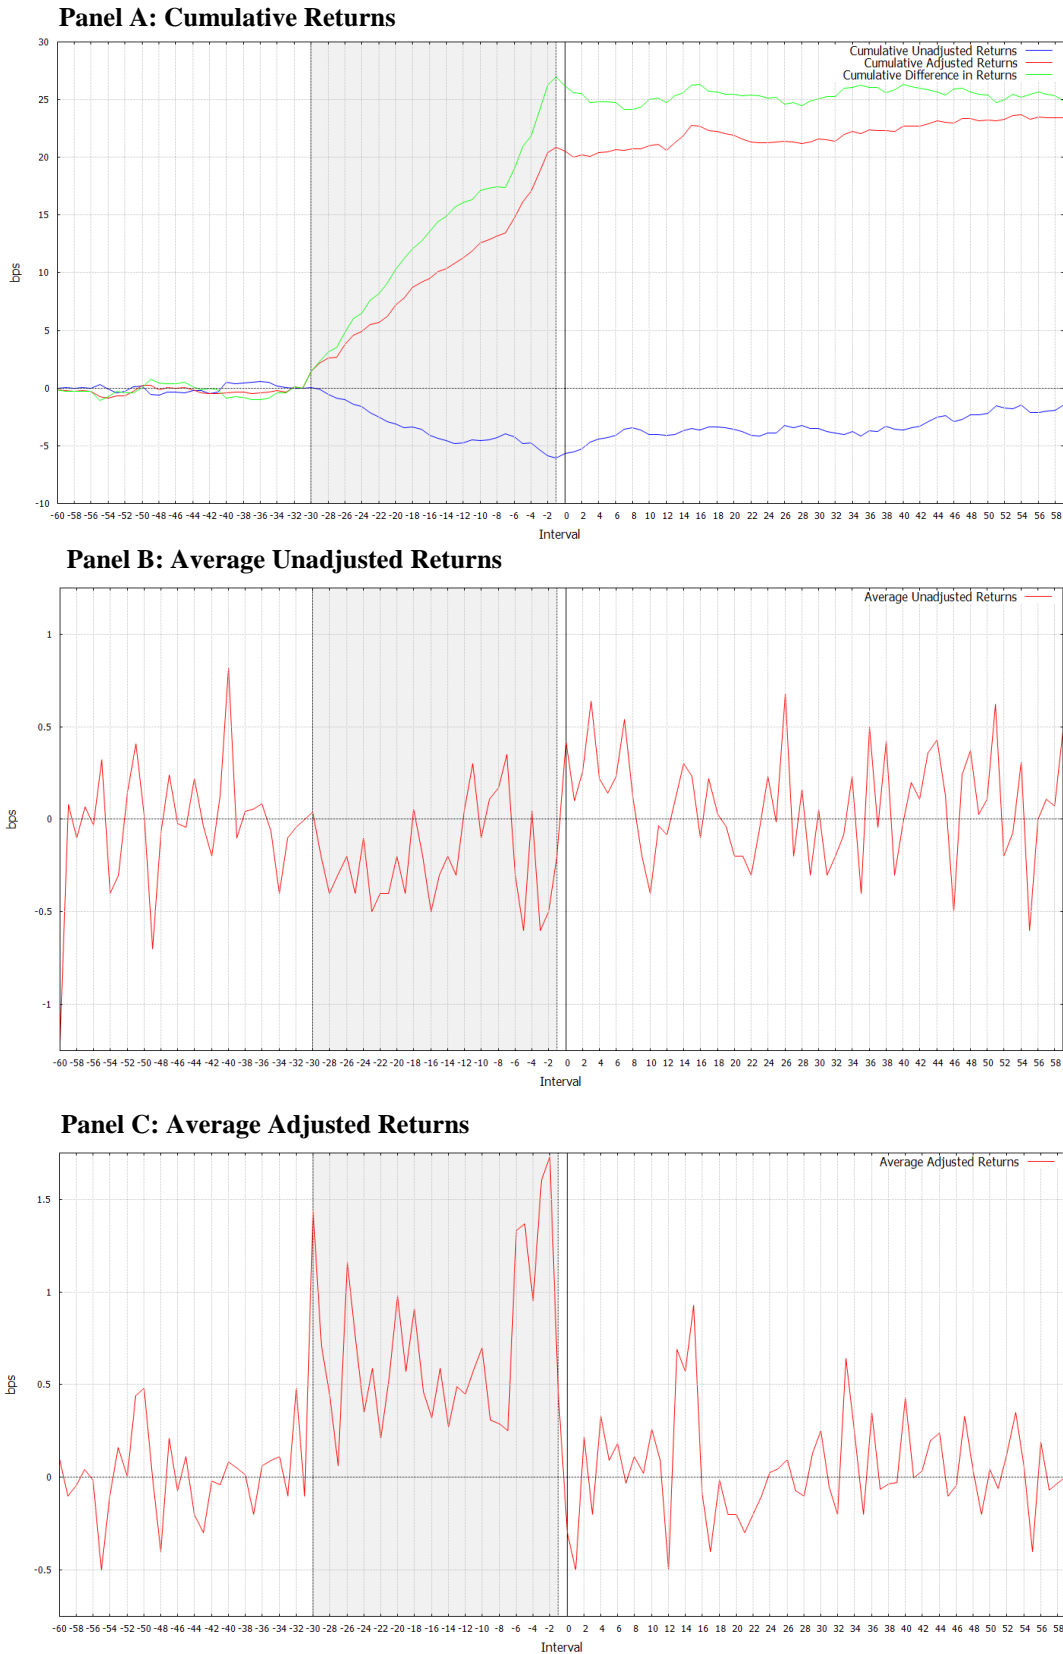 Panel A: Cumulative Returns
30
Cumulative Unadjusted Returns
Cumulative Adjusted Returns
Cumulative Difference in Returns
25
20
15
10
bps
5
0
-5
-10
-60 -58 -56 -54 -52 -50 -48 -46 -44 -42 -40 -38 -36 -34 -32 -30 -28 -26 -24 -22 -20 -18 -16 -14 -12 -10 -8 -6 -4 -2 0 2 4 6 8 10 12 14 16 18 20 22 24 26 28 30 32 34 36 38 40 42 44 46 48 50 52 54 56 58
Interval
Panel B: Average Unadjusted Returns
Average Unadjusted Returns
1
0.5
bps
0
-0.5
-1
-60 -58 -56 -54 -52 -50 -48 -46 -44 -42 -40 -38 -36 -34 -32 -30 -28 -26 -24 -22 -20 -18 -16 -14 -12 -10 -8 -6 -4 -2 0 2 4 6 8 10 12 14 16 18 20 22 24 26 28 30 32 34 36 38 40 42 44 46 48 50 52 54 56 58
Interval
Panel C: Average Adjusted Returns
Average Adjusted Returns
1.5
1
0.5
bps
0
-0.5
-60 -58 -56 -54 -52 -50 -48 -46 -44 -42 -40 -38 -36 -34 -32 -30 -28 -26 -24 -22 -20 -18 -16 -14 -12 -10 -8 -6 -4 -2 0 2 4 6 8 10 12 14 16 18 20 22 24 26 28 30 32 34 36 38 40 42 44 46 48 50 52 54 56 58
Interval